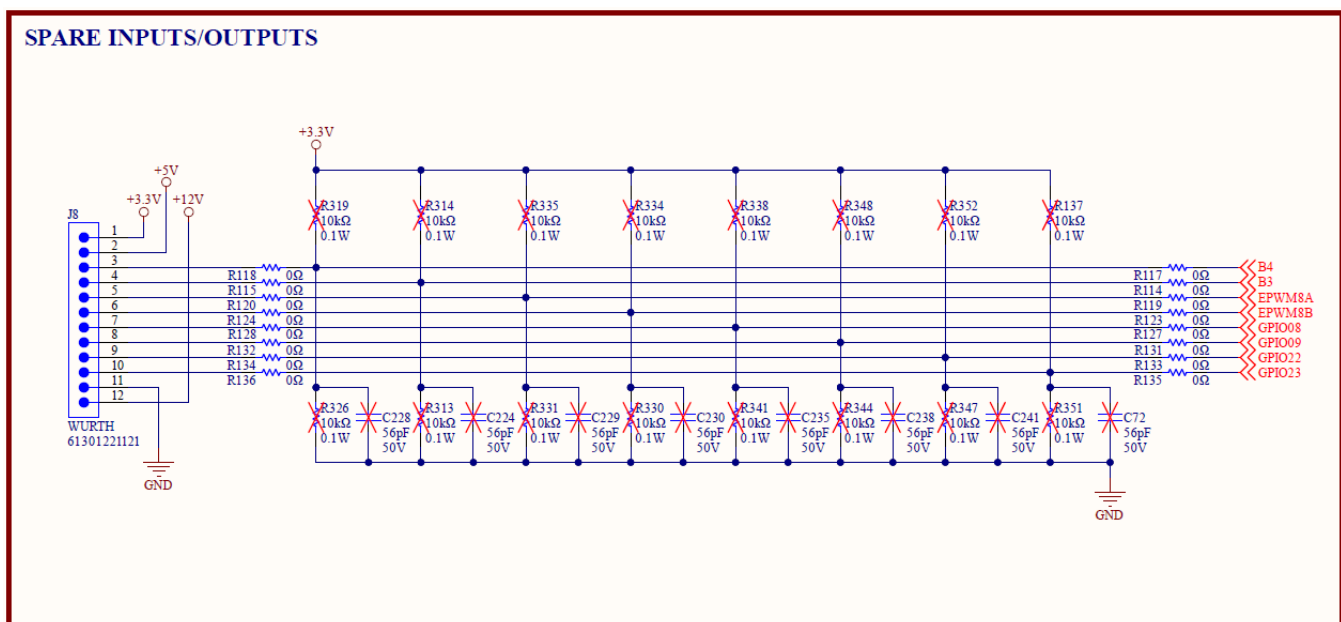 SPARE INPUTS/OUTPUTS
+3.3V
+5V
+3.3V
+12V
J8
1
2
3
4
5
6
7
8
9
10
11
12
WURTH
61301221121
GND
R319
10kΩ
0.1W
R314
10kΩ
0.1W
R335
10kΩ
0.1W
R334
10kΩ
0.1W
R338
10kΩ
0.1W
R348
10kΩ
0.1W
R352
10kΩ
0.1W
R137
10kΩ
0.1W
R118 0Ω
R115 0Ω
R120 0Ω
R124 0Ω
R128 0Ω
R132 0Ω
R134 0Ω
R136 0Ω
R117 0Ω
R114 0Ω
R119 0Ω
R123 0Ω
R127 0Ω
R131 0Ω
R133 0Ω
R135 0Ω
B4
B3
EPWM8A
EPWM8B
GPIO08
GPIO09
GPIO22
GPIO23
R326
10kΩ
0.1W
C228
56pF
50V
R313
10kΩ
0.1W
C224
56pF
50V
R331
10kΩ
0.1W
C229
56pF
50V
R330
10kΩ
0.1W
C230
56pF
50V
R341
10kΩ
0.1W
C235
56pF
50V
R344
10kΩ
0.1W
C238
56pF
50V
R347
10kΩ
0.1W
C241
56pF
50V
R351
10kΩ
0.1W
C72
56pF
50V
GND